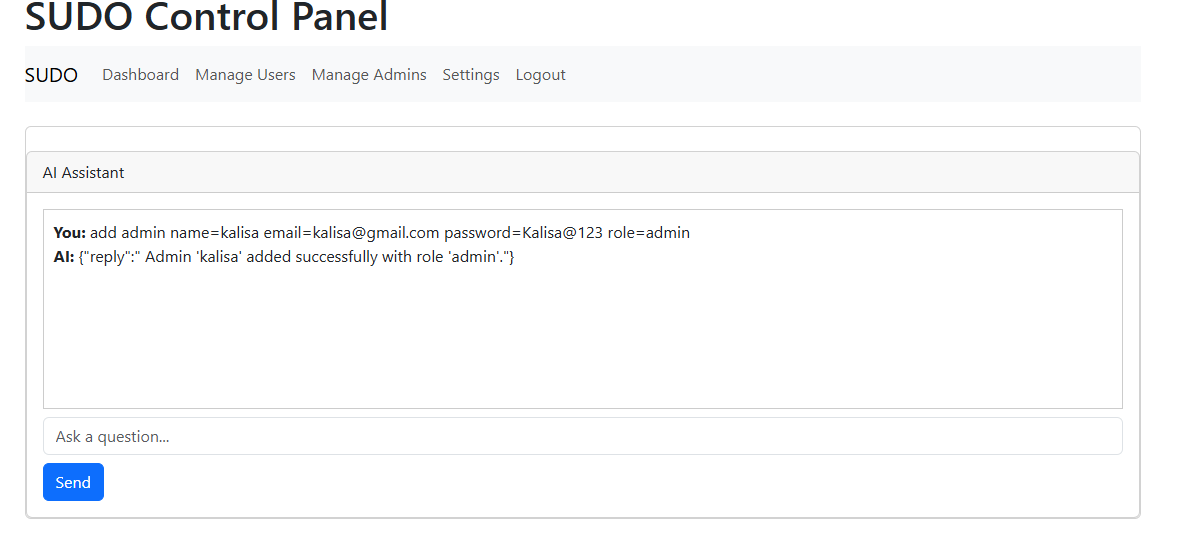 SUDO Control Panel
SUDO Dashboard Manage Users Manage Admins Settings Logout
AI Assistant
You: add admin name=kalisa email=kalisa@gmail.com password=Kalisa@123 role=admin
AI: {"reply":" Admin 'kalisa' added successfully with role 'admin'."}
Ask a question...
Send